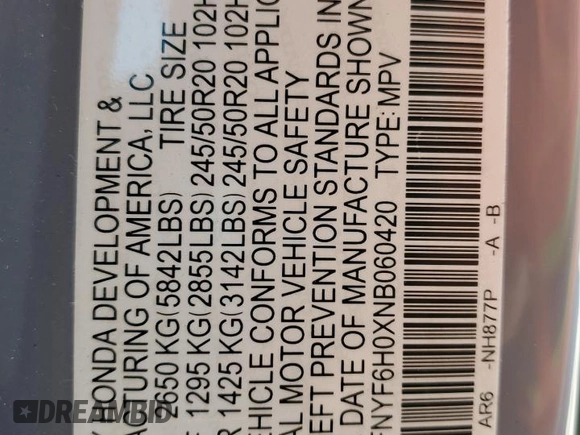 HONDA DEVELOPMENT &
ACTURING OF AMERICA, LLC
2650 KG(5842LBS) TIRE SIZE
1295 KG(2855LBS) 245/50R20 102H
R 1425 KG(3142LBS) 245/50R20 102H
EHICLE CONFORMS TO ALL APPLIC
AL MOTOR VEHICLE SAFETY
EFT PREVENTION STANDARDS IN
DATE OF MANUFACTURE SHOWN
FNYF6H0XNB060420 TYPE: MPV
AR6 -NH877P -A -B
DREAMBID